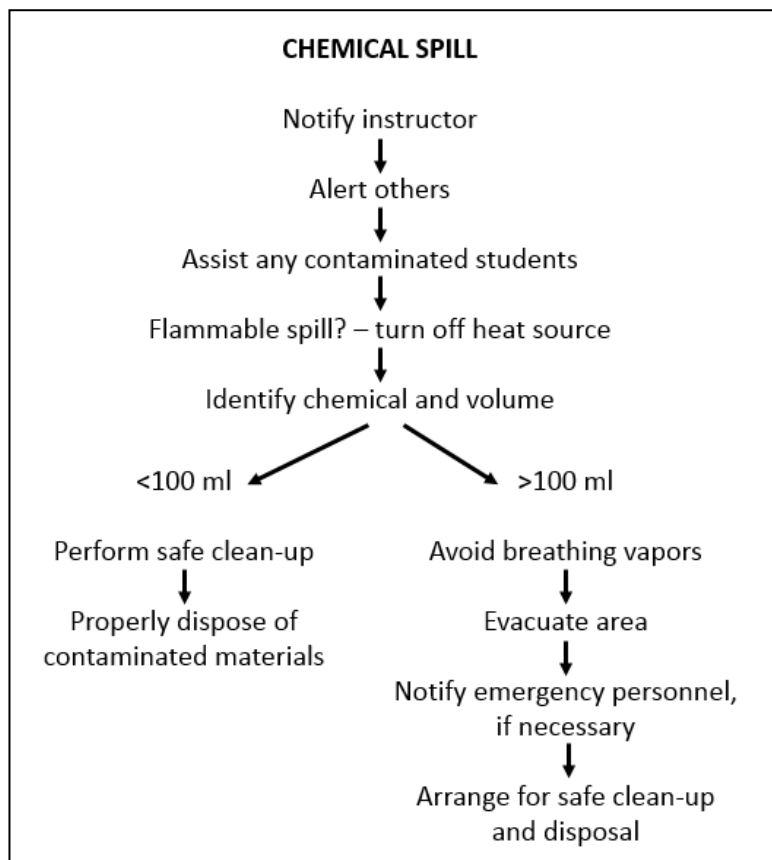 CHEMICAL SPILL
Notify instructor
Alert others
Assist any contaminated students
Flammable spill? – turn off heat source
Identify chemical and volume
<100 ml
Perform safe clean-up
Properly dispose of
contaminated materials
>100 ml
Avoid breathing vapors
Evacuate area
Notify emergency personnel,
if necessary
Arrange for safe clean-up
and disposal